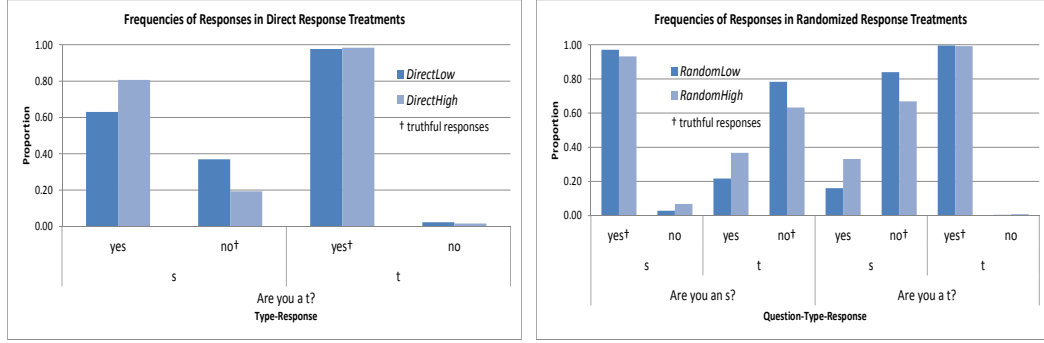 Frequencies of Responses in Direct Response Treatments
1.00
0.80
0.60
0.40
0.20
0.00
Proportion
DirectLow
DirectHigh
† truthful responses
yes
no†
yes†
no
s
t
Are you a t?
Type-Response
Frequencies of Responses in Randomized Response Treatments
1.00
0.80
0.60
0.40
0.20
0.00
Proportion
RandomLow
RandomHigh
† truthful responses
yes†
no
yes
no†
yes
no†
yes†
no
s
t
s
t
Are you an s?
Are you a t?
Question-Type-Response